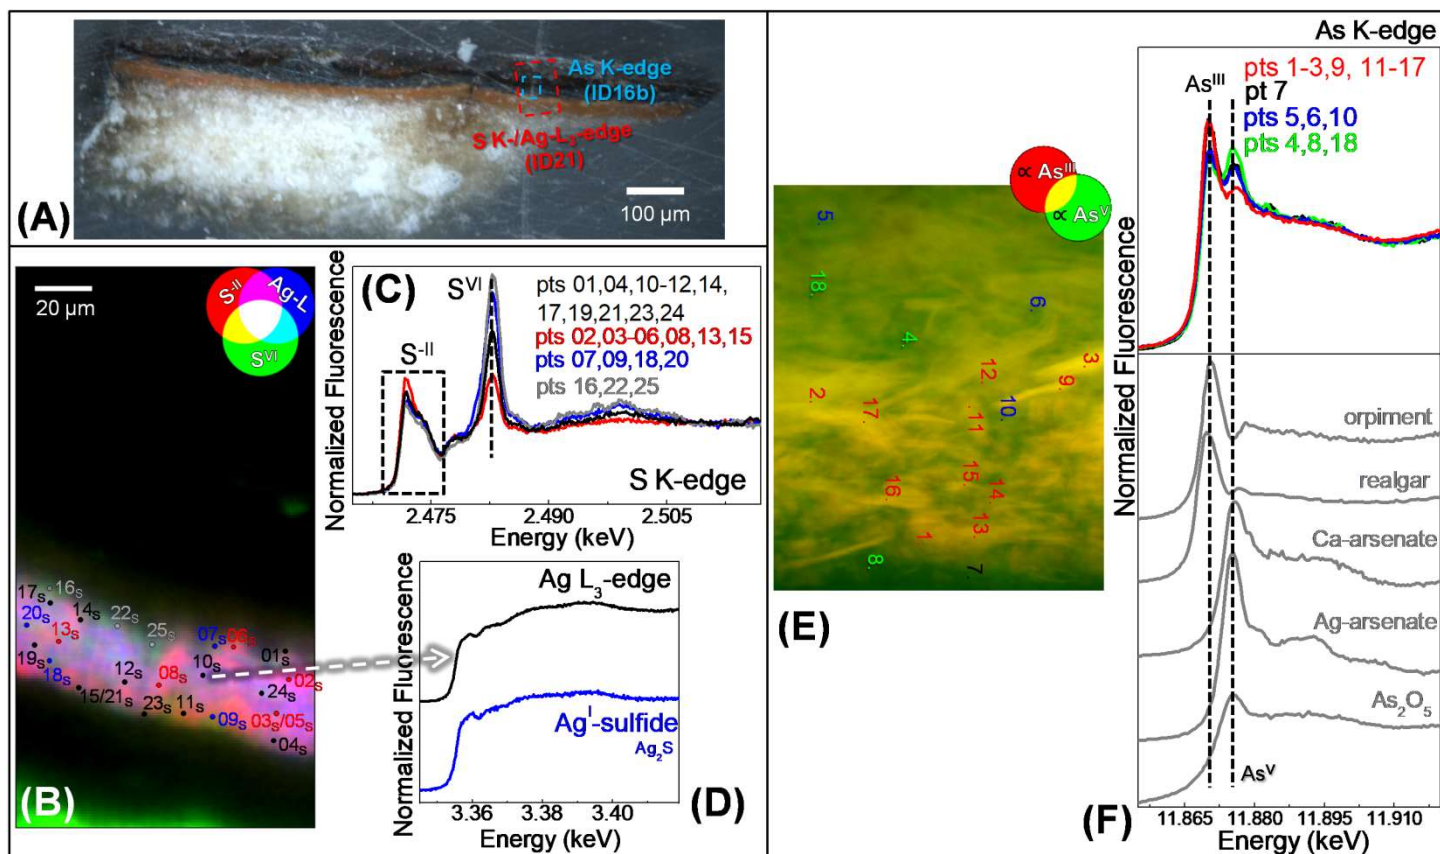 As K-edge
(ID16b)
S K-/Ag-L₃-edge
(ID21)
100 µm
(A)
20 µm
S⁻ᴵᴵ
Ag-L
Sⱽᴵ
17s
16s
20s
14s
22s
13s
25s
07s
06s
01s
19s
18s
12s
08s
10s
02s
15/21s
23s
11s
24s
09s
03s/05s
04s
(B)
(C)
Normalized Fluorescence
Sⱽᴵ
S⁻ᴵᴵ
pts 01,04,10-12,14,
17,19,21,23,24
pts 02,03-06,08,13,15
pts 07,09,18,20
pts 16,22,25
S K-edge
2.475 2.490 2.505
Energy (keV)
Normalized Fluorescence
Ag L₃-edge
Agᴵ-sulfide
Ag₂S
3.36 3.38 3.40
Energy (keV)
(D)
∝ Asᴵᴵᴵ
∝ Asⱽ
5.
18.
6.
4.
3.
12.
9.
2.
17.
10.
11.
15.
16.
14.
13.
1.
8.
7.
(E)
As K-edge
Asᴵᴵᴵ
pts 1-3,9, 11-17
pt 7
pts 5,6,10
pts 4,8,18
Normalized Fluorescence
Normalized Fluorescence
orpiment
realgar
Ca-arsenate
Ag-arsenate
As₂O₅
Asⱽ
11.865 11.880 11.895 11.910
Energy (keV)
(F)